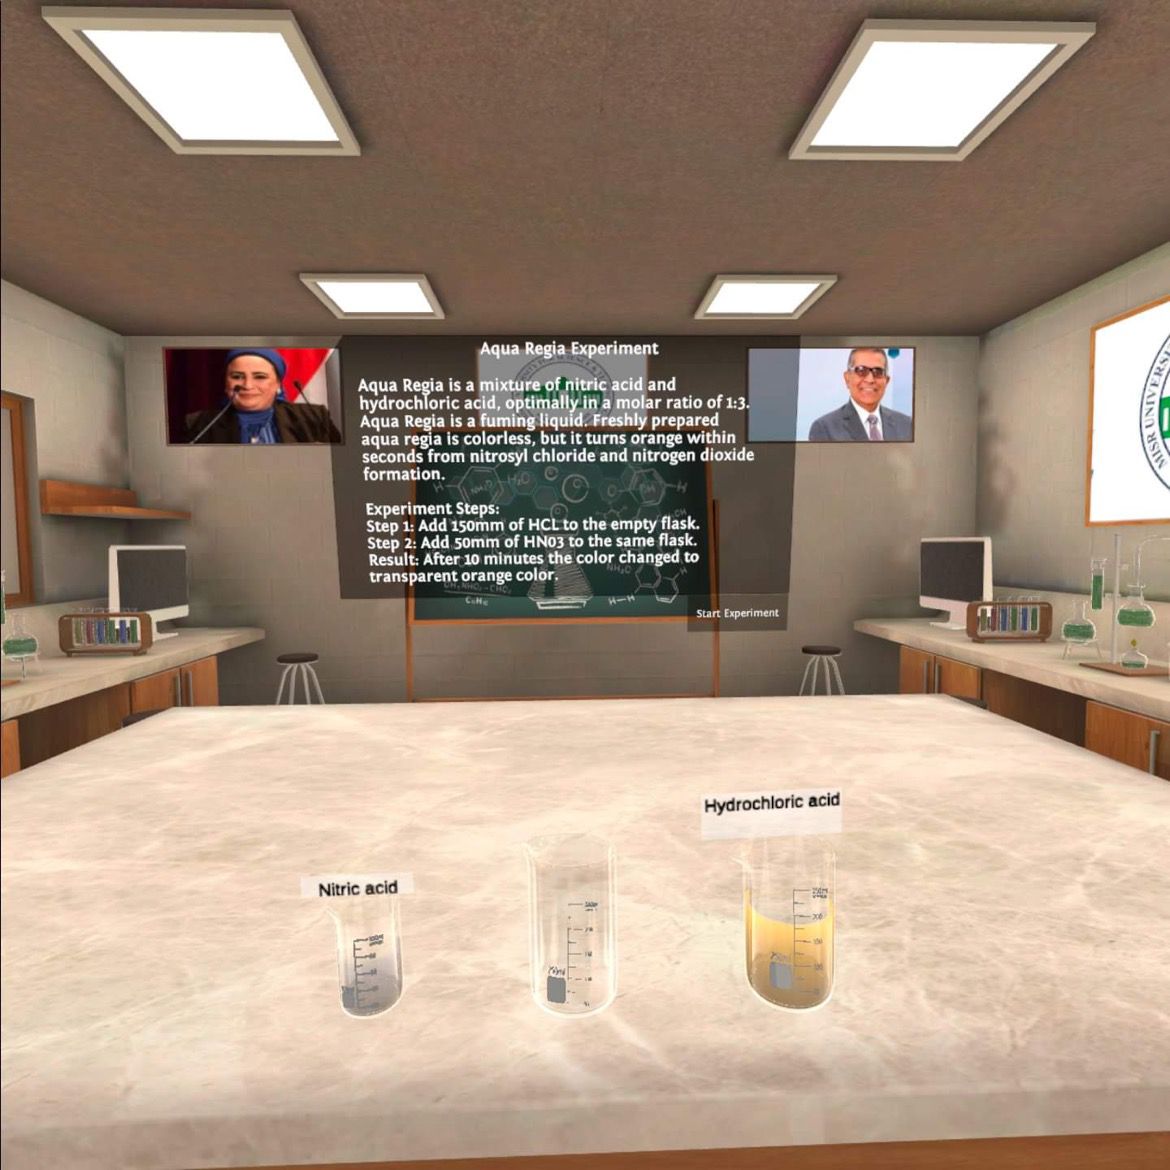 Aqua Regia Experiment
Aqua Regia is a mixture of nitric acid and
hydrochloric acid, optimally in a molar ratio of 1:3.
Aqua Regia is a fuming liquid. Freshly prepared
aqua regia is colorless, but it turns orange within
seconds from nitrosyl chloride and nitrogen dioxide
formation.
Experiment Steps:
Step 1: Add 150mm of HCL to the empty flask.
Step 2: Add 50mm of HN03 to the same flask.
Result: After 10 minutes the color changed to
transparent orange color.
Start Experiment
MISR UNIVERS
Hydrochloric acid
Nitric acid